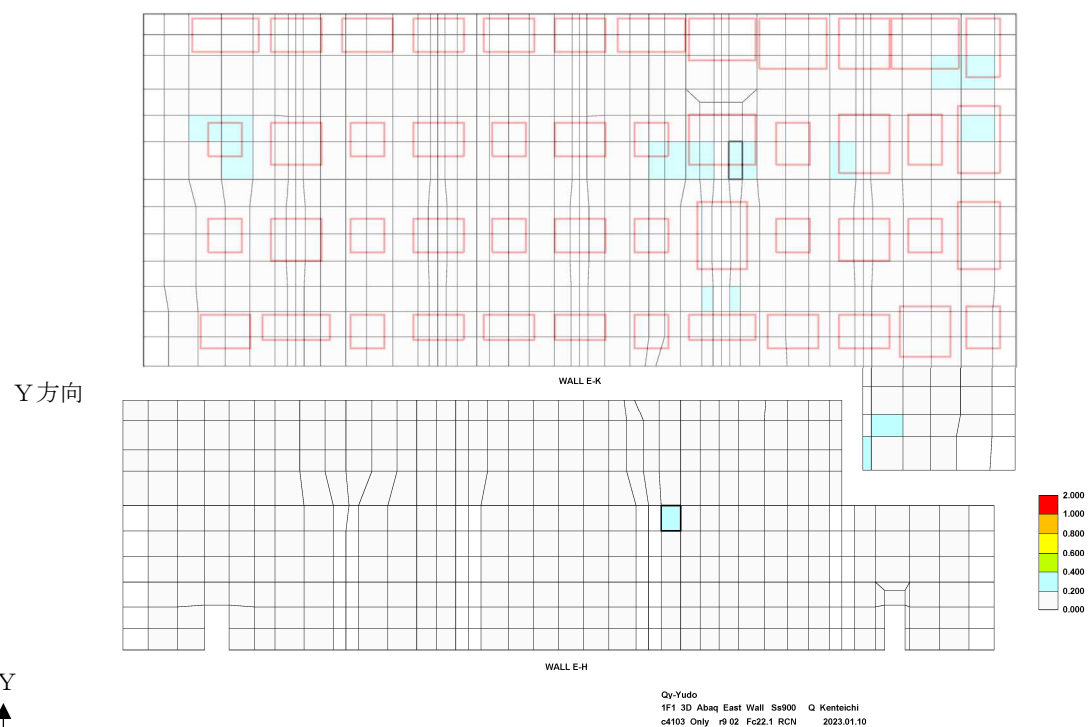 WALL E-K
Y方向
2.000
1.000
0.800
0.600
0.400
0.200
0.000
WALL E-H
Y
Qy-Yudo
1F1 3D Abaq East Wall Ss900 Q Kenteichi
c4103 Only r9 02 Fc22.1 RCN 2023.01.10